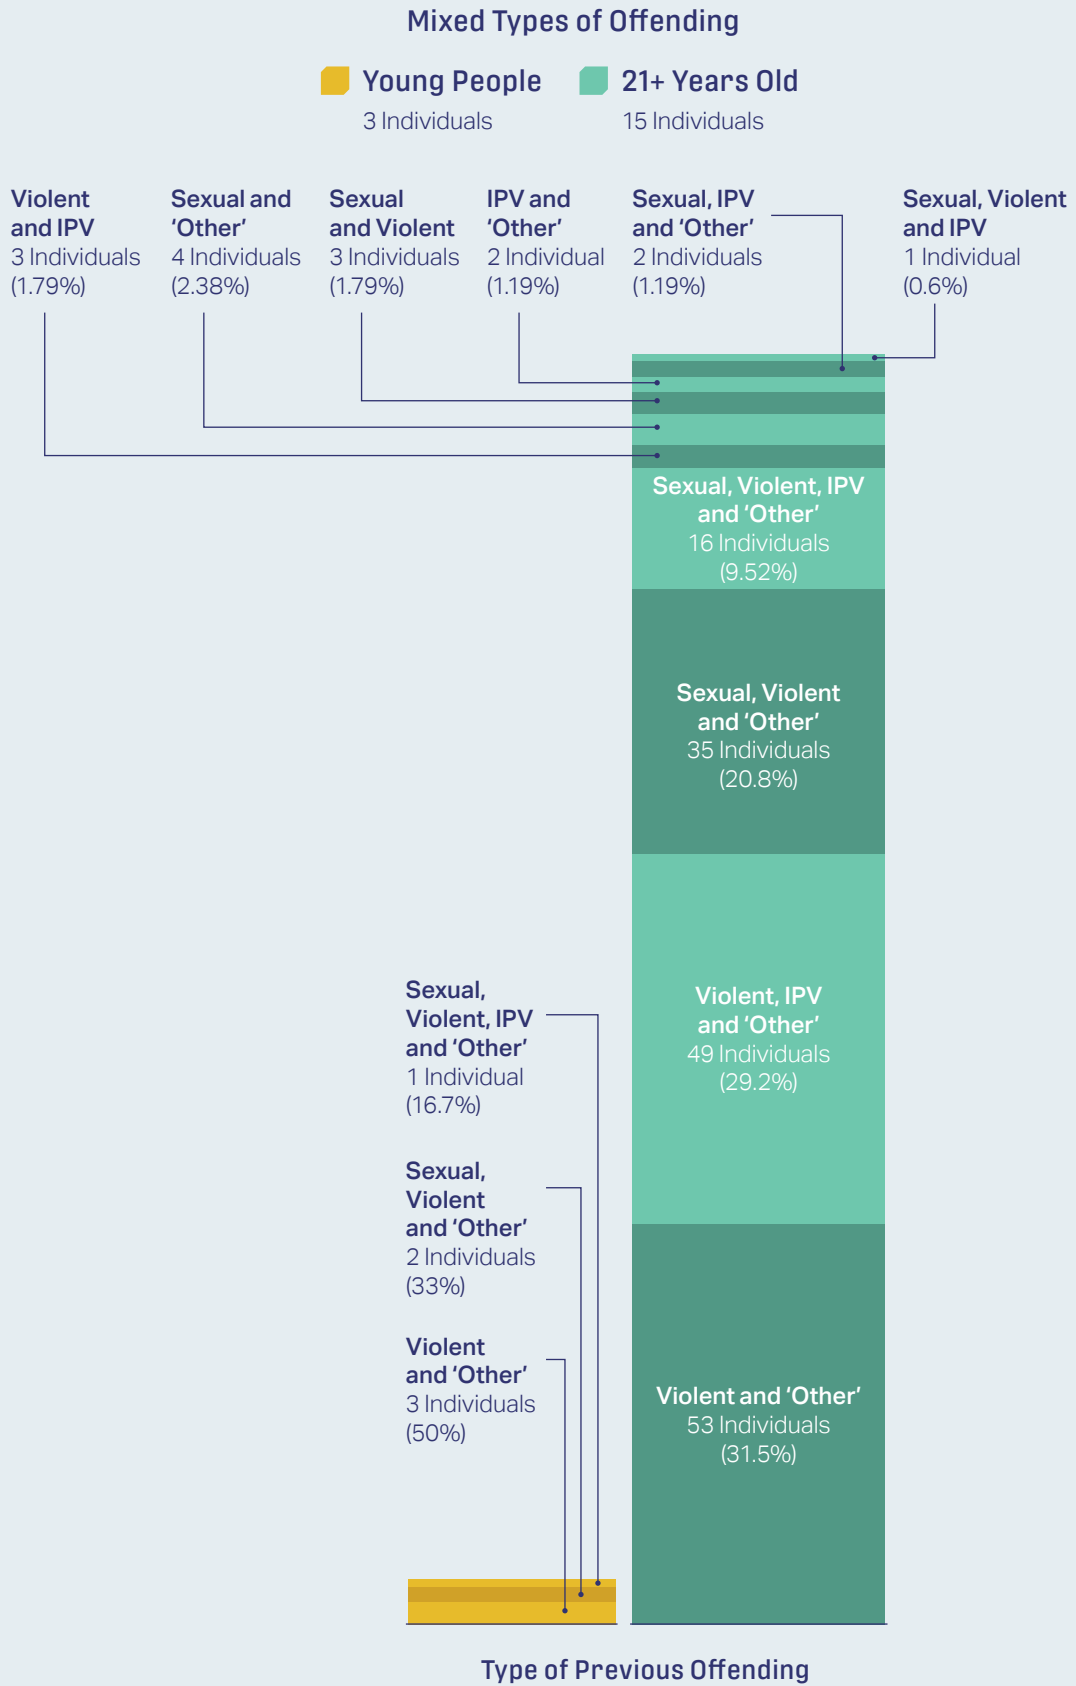 Mixed Types of Offending
Young People
3 Individuals
21+ Years Old
15 Individuals
Violent
and IPV
3 Individuals
(1.79%)
Sexual and
‘Other’
4 Individuals
(2.38%)
Sexual
and Violent
3 Individuals
(1.79%)
IPV and
‘Other’
2 Individual
(1.19%)
Sexual, IPV
and ‘Other’
2 Individuals
(1.19%)
Sexual, Violent
and IPV
1 Individual
(0.6%)
Sexual, Violent, IPV
and ‘Other’
16 Individuals
(9.52%)
Sexual, Violent
and ‘Other’
35 Individuals
(20.8%)
Violent, IPV
and ‘Other’
49 Individuals
(29.2%)
Violent and ‘Other’
53 Individuals
(31.5%)
Sexual,
Violent, IPV
and ‘Other’
1 Individual
(16.7%)
Sexual,
Violent
and ‘Other’
2 Individuals
(33%)
Violent
and ‘Other’
3 Individuals
(50%)
Type of Previous Offending